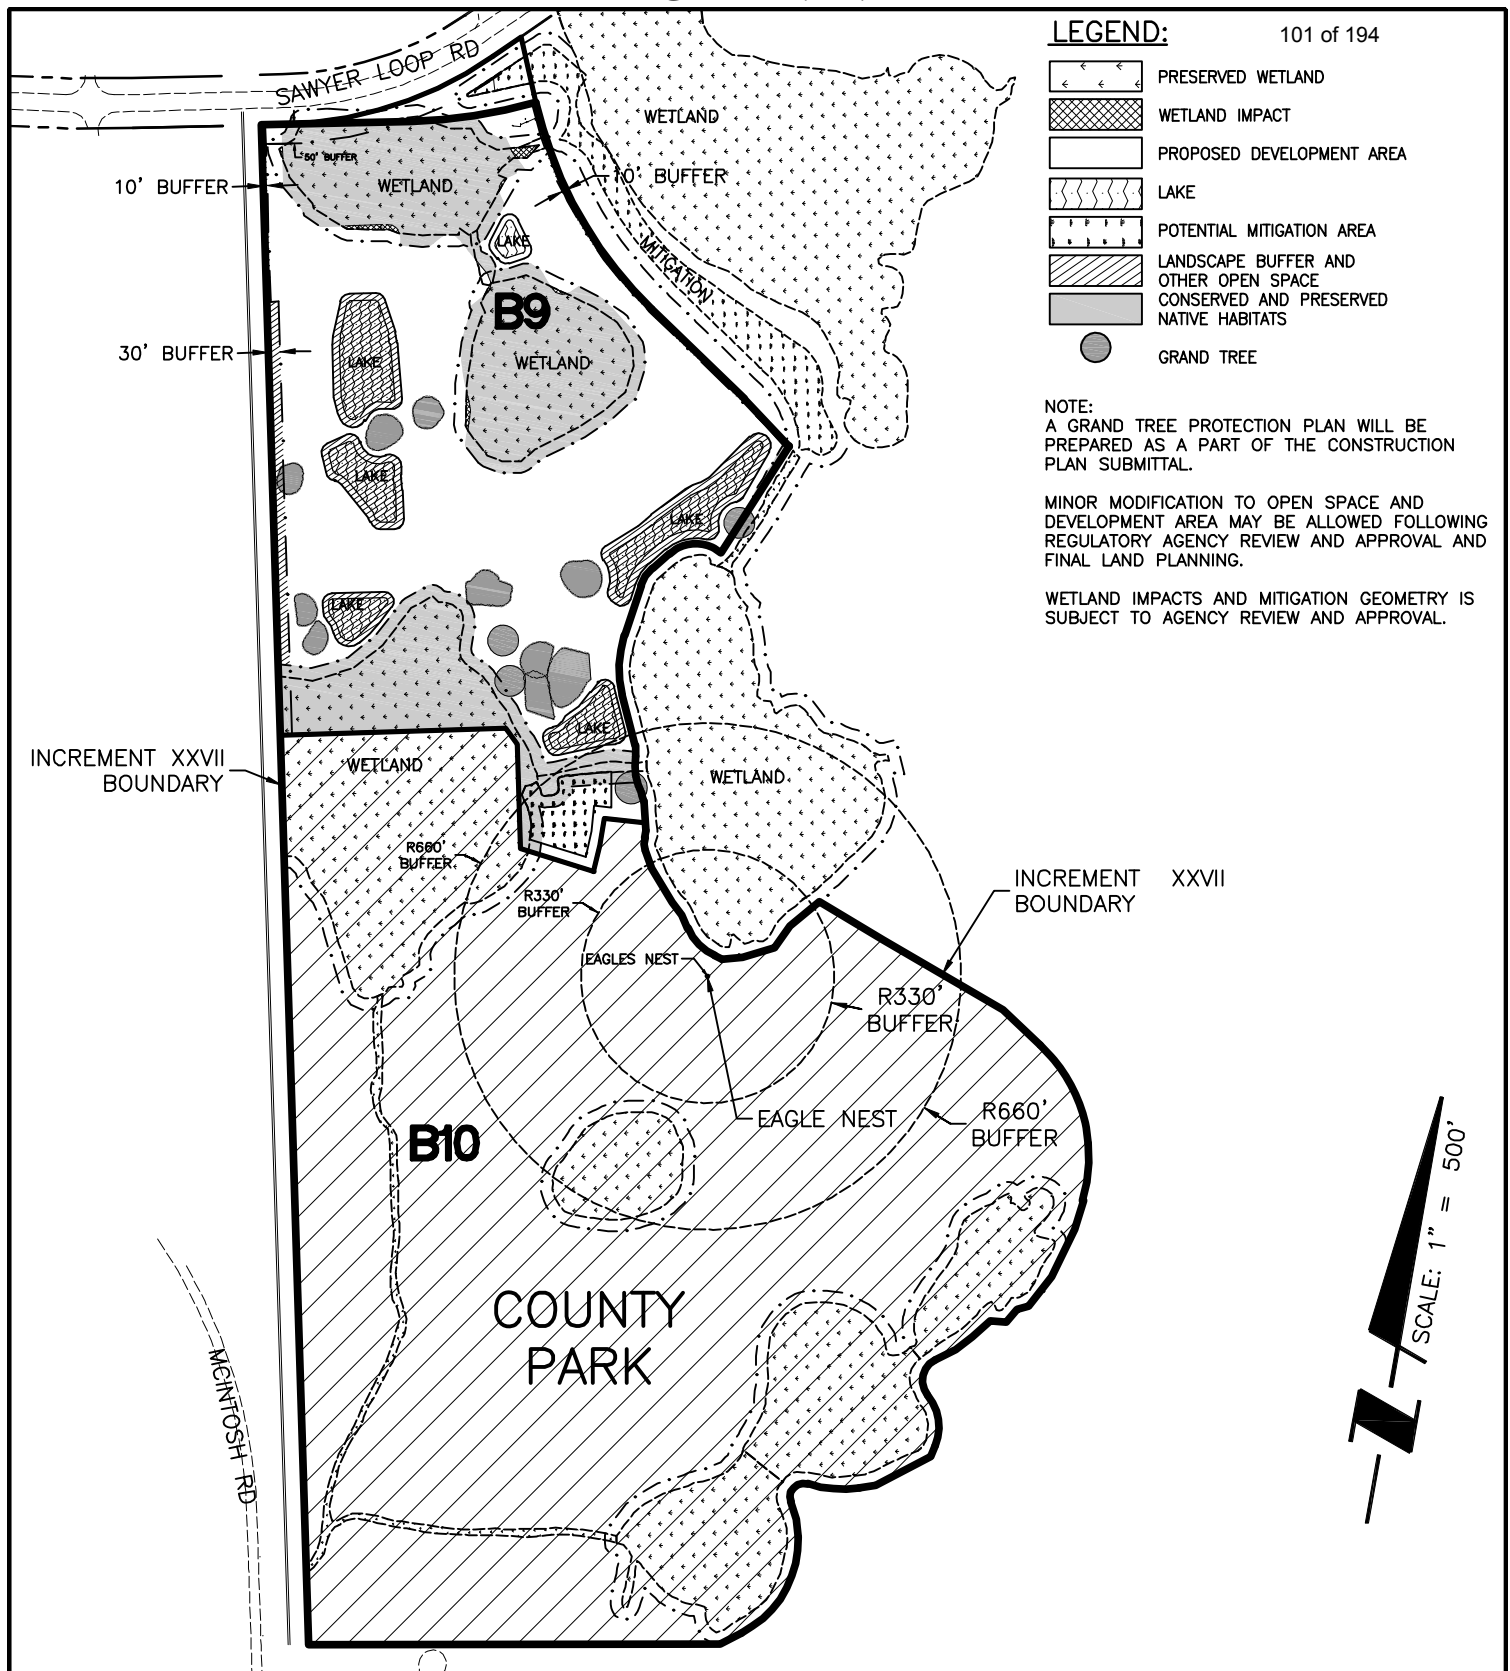 LEGEND:
101 of 194
PRESERVED WETLAND
WETLAND IMPACT
PROPOSED DEVELOPMENT AREA
LAKE
POTENTIAL MITIGATION AREA
LANDSCAPE BUFFER AND
OTHER OPEN SPACE
CONSERVED AND PRESERVED
NATIVE HABITATS
GRAND TREE
NOTE:
A GRAND TREE PROTECTION PLAN WILL BE
PREPARED AS A PART OF THE CONSTRUCTION
PLAN SUBMITTAL.
MINOR MODIFICATION TO OPEN SPACE AND
DEVELOPMENT AREA MAY BE ALLOWED FOLLOWING
REGULATORY AGENCY REVIEW AND APPROVAL AND
FINAL LAND PLANNING.
WETLAND IMPACTS AND MITIGATION GEOMETRY IS
SUBJECT TO AGENCY REVIEW AND APPROVAL.
SAWYER LOOP RD
WETLAND
50' BUFFER
10' BUFFER
WETLAND
10' BUFFER
LAKE
MITIGATION
B9
30' BUFFER
LAKE
WETLAND
LAKE
LAKE
LAKE
LAKE
INCREMENT XXVII
BOUNDARY
WETLAND
WETLAND
R660'
BUFFER
R330'
BUFFER
INCREMENT XXVII
BOUNDARY
EAGLES NEST
R330'
BUFFER
EAGLE NEST
R660'
BUFFER
B10
COUNTY
PARK
MCINTOSH RD
SCALE: 1" = 500'
N